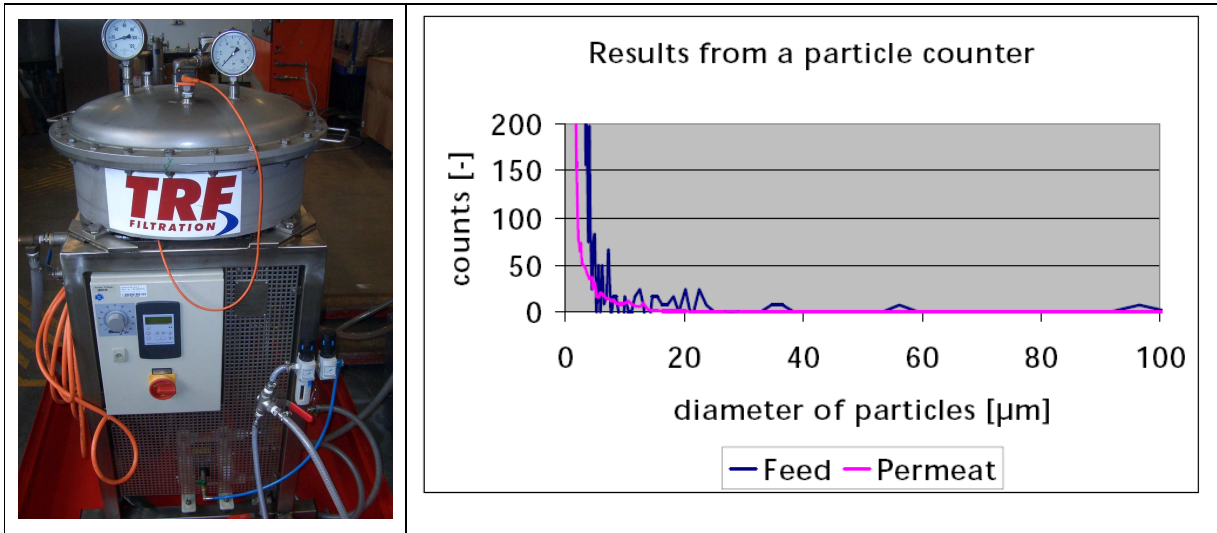 TRF
FILTRATION
Results from a particle counter
counts [-]
200
150
100
50
0
0 20 40 60 80 100
diameter of particles [µm]
Feed Permeat